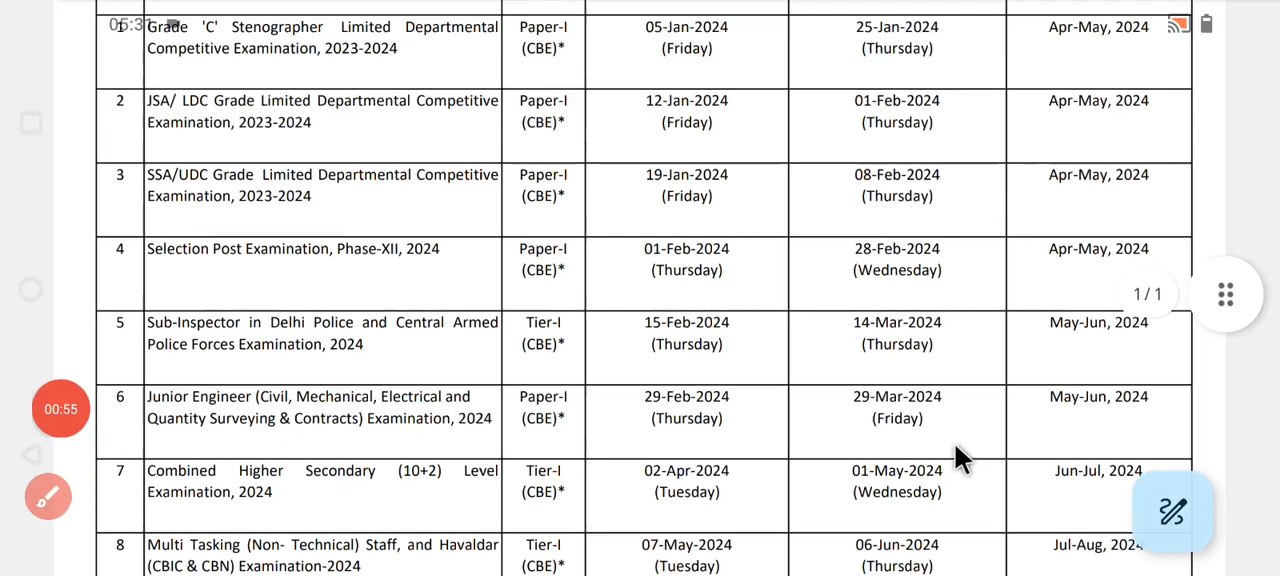 05:31
1 Grade 'C' Stenographer Limited Departmental Paper-I 05-Jan-2024 25-Jan-2024 Apr-May, 2024
Competitive Examination, 2023-2024 (CBE)* (Friday) (Thursday)
2 JSA/ LDC Grade Limited Departmental Competitive Paper-I 12-Jan-2024 01-Feb-2024 Apr-May, 2024
Examination, 2023-2024 (CBE)* (Friday) (Thursday)
3 SSA/UDC Grade Limited Departmental Competitive Paper-I 19-Jan-2024 08-Feb-2024 Apr-May, 2024
Examination, 2023-2024 (CBE)* (Friday) (Thursday)
4 Selection Post Examination, Phase-XII, 2024 Paper-I 01-Feb-2024 28-Feb-2024 Apr-May, 2024
(CBE)* (Thursday) (Wednesday)
1 / 1
5 Sub-Inspector in Delhi Police and Central Armed Tier-I 15-Feb-2024 14-Mar-2024 May-Jun, 2024
Police Forces Examination, 2024 (CBE)* (Thursday) (Thursday)
6 Junior Engineer (Civil, Mechanical, Electrical and Paper-I 29-Feb-2024 29-Mar-2024 May-Jun, 2024
00:55
Quantity Surveying & Contracts) Examination, 2024 (CBE)* (Thursday) (Friday)
7 Combined Higher Secondary (10+2) Level Tier-I 02-Apr-2024 01-May-2024 Jun-Jul, 2024
Examination, 2024 (CBE)* (Tuesday) (Wednesday)
8 Multi Tasking (Non- Technical) Staff, and Havaldar Tier-I 07-May-2024 06-Jun-2024 Jul-Aug, 2024
(CBIC & CBN) Examination-2024 (CBE)* (Tuesday) (Thursday)